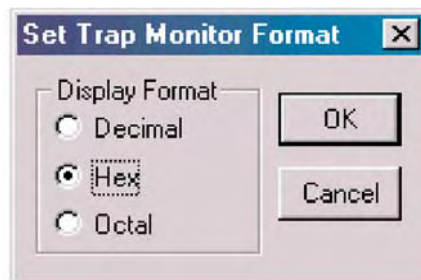 Set Trap Monitor Format
Display Format
Decimal
Hex
Octal
OK
Cancel